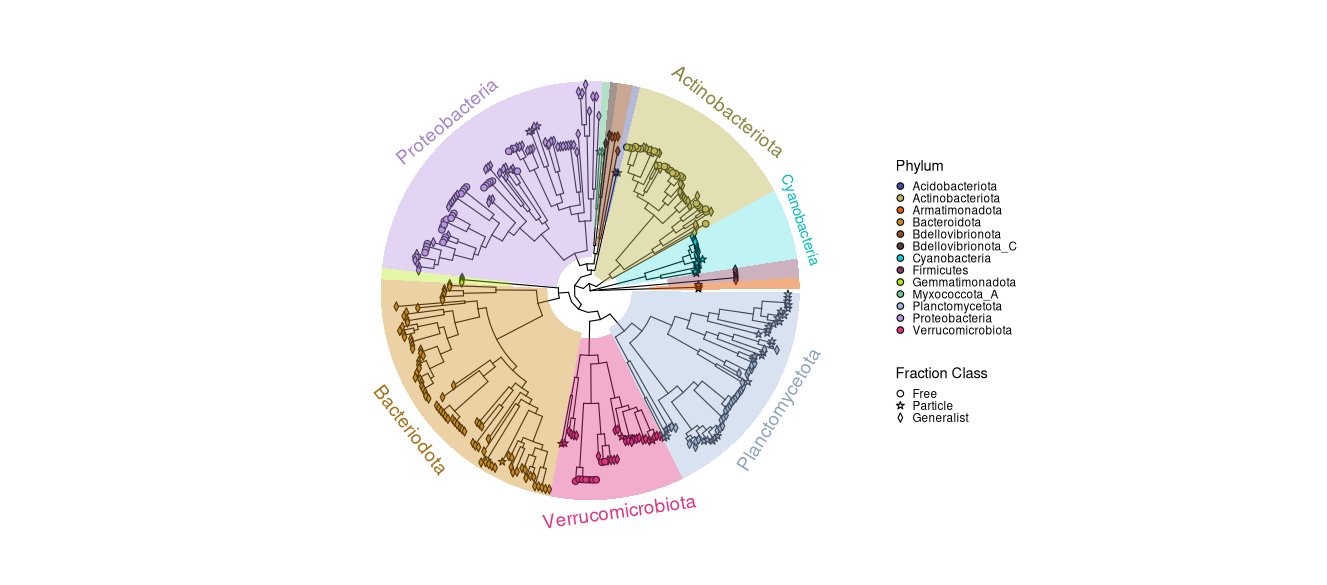 Proteobacteria
Actinobacteriota
Cyanobacteria
Planctomycetota
Verrucomicrobiota
Bacteriodota
Phylum
Acidobacteriota
Actinobacteriota
Armatimonadota
Bacteroidota
Bdellovibrionota
Bdellovibrionota_C
Cyanobacteria
Firmicutes
Gemmatimonadota
Myxococcota_A
Planctomycetota
Proteobacteria
Verrucomicrobiota
Fraction Class
Free
Particle
Generalist